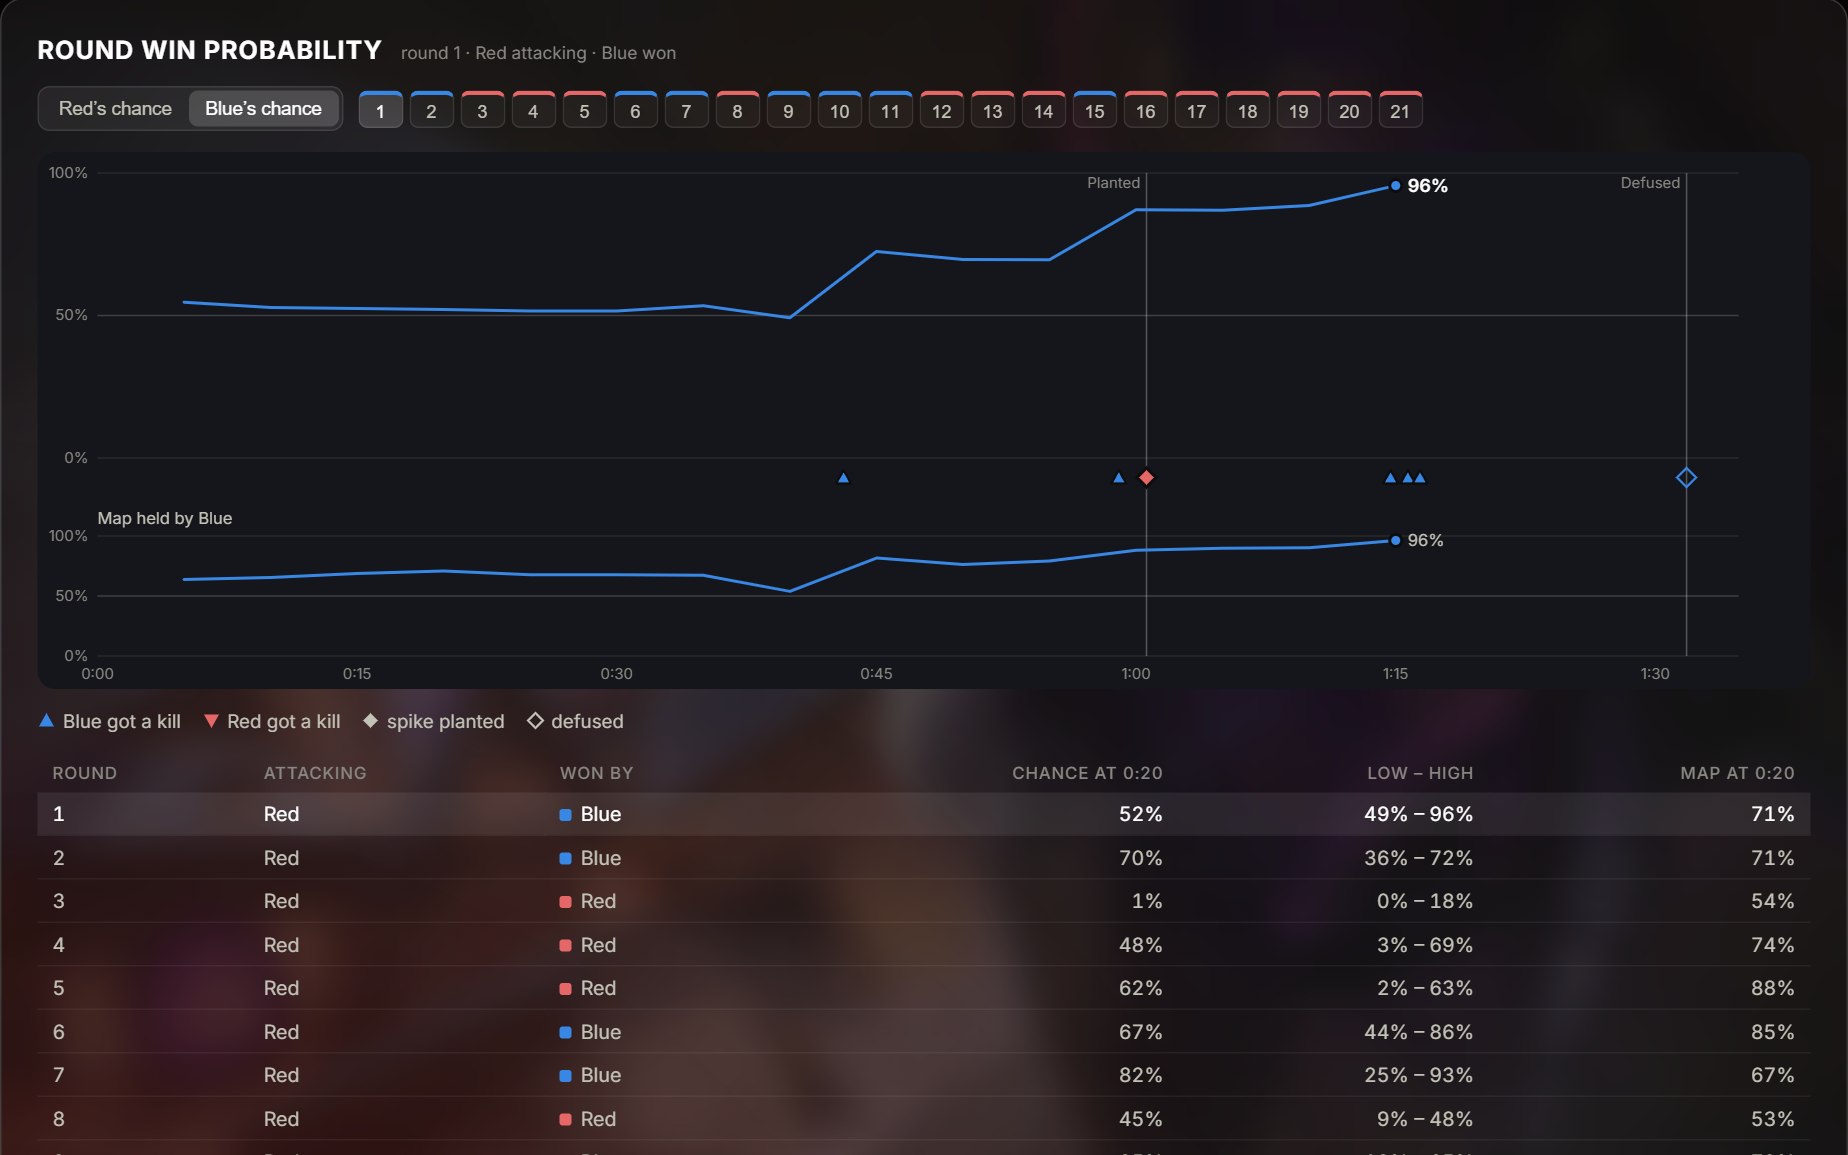 ROUND WIN PROBABILITY round 1 · Red attacking · Blue won
Red's chance Blue's chance 1 2 3 4 5 6 7 8 9 10 11 12 13 14 15 16 17 18 19 20 21
100%
Planted
96%
Defused
50%
0%
Map held by Blue
100%
96%
50%
0%
0:00 0:15 0:30 0:45 1:00 1:15 1:30
Blue got a kill Red got a kill spike planted defused
ROUND ATTACKING WON BY CHANCE AT 0:20 LOW – HIGH MAP AT 0:20
1 Red Blue 52% 49% – 96% 71%
2 Red Blue 70% 36% – 72% 71%
3 Red Red 1% 0% – 18% 54%
4 Red Red 48% 3% – 69% 74%
5 Red Red 62% 2% – 63% 88%
6 Red Blue 67% 44% – 86% 85%
7 Red Blue 82% 25% – 93% 67%
8 Red Red 45% 9% – 48% 53%